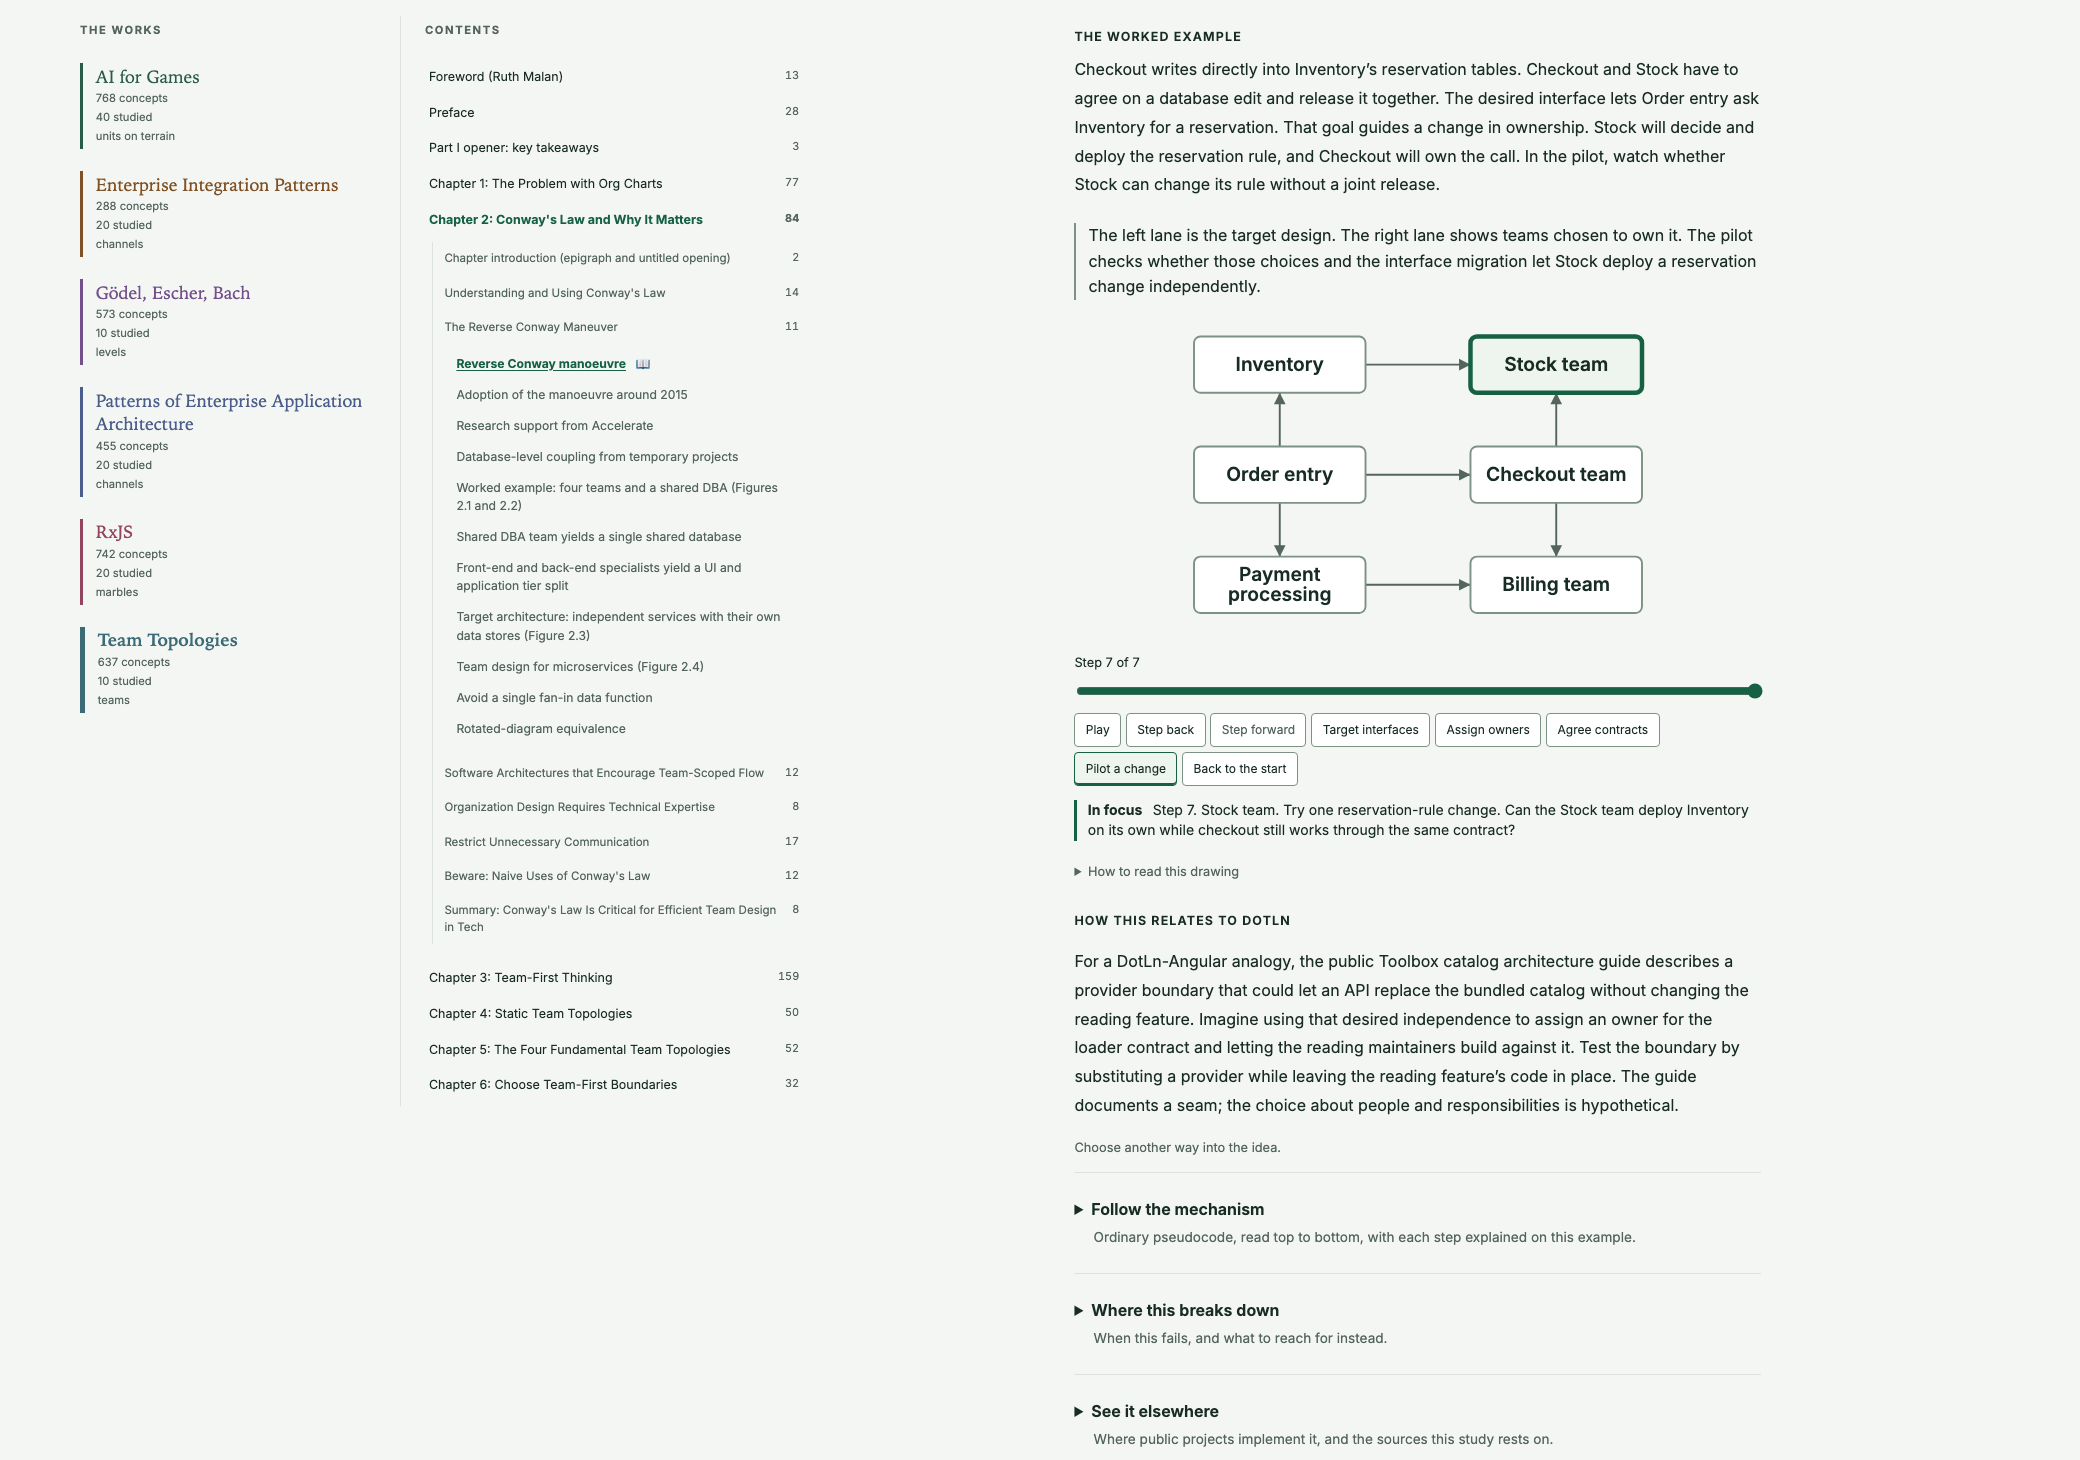 THE WORKS
AI for Games
768 concepts
40 studied
units on terrain
Enterprise Integration Patterns
288 concepts
20 studied
channels
Gödel, Escher, Bach
573 concepts
10 studied
levels
Patterns of Enterprise Application
Architecture
455 concepts
20 studied
channels
RxJS
742 concepts
20 studied
marbles
Team Topologies
637 concepts
10 studied
teams
CONTENTS
Foreword (Ruth Malan) 13
Preface 28
Part I opener: key takeaways 3
Chapter 1: The Problem with Org Charts 77
Chapter 2: Conway's Law and Why It Matters 84
Chapter introduction (epigraph and untitled opening) 2
Understanding and Using Conway's Law 14
The Reverse Conway Maneuver 11
Reverse Conway manoeuvre
Adoption of the manoeuvre around 2015
Research support from Accelerate
Database-level coupling from temporary projects
Worked example: four teams and a shared DBA (Figures
2.1 and 2.2)
Shared DBA team yields a single shared database
Front-end and back-end specialists yield a UI and
application tier split
Target architecture: independent services with their own
data stores (Figure 2.3)
Team design for microservices (Figure 2.4)
Avoid a single fan-in data function
Rotated-diagram equivalence
Software Architectures that Encourage Team-Scoped Flow 12
Organization Design Requires Technical Expertise 8
Restrict Unnecessary Communication 17
Beware: Naive Uses of Conway's Law 12
Summary: Conway's Law Is Critical for Efficient Team Design 8
in Tech
Chapter 3: Team-First Thinking 159
Chapter 4: Static Team Topologies 50
Chapter 5: The Four Fundamental Team Topologies 52
Chapter 6: Choose Team-First Boundaries 32
THE WORKED EXAMPLE
Checkout writes directly into Inventory’s reservation tables. Checkout and Stock have to
agree on a database edit and release it together. The desired interface lets Order entry ask
Inventory for a reservation. That goal guides a change in ownership. Stock will decide and
deploy the reservation rule, and Checkout will own the call. In the pilot, watch whether
Stock can change its rule without a joint release.
The left lane is the target design. The right lane shows teams chosen to own it. The pilot
checks whether those choices and the interface migration let Stock deploy a reservation
change independently.
Inventory
Stock team
Order entry
Checkout team
Payment
processing
Billing team
Step 7 of 7
Play
Step back
Step forward
Target interfaces
Assign owners
Agree contracts
Pilot a change
Back to the start
In focus Step 7. Stock team. Try one reservation-rule change. Can the Stock team deploy Inventory
on its own while checkout still works through the same contract?
How to read this drawing
HOW THIS RELATES TO DOTLN
For a DotLn-Angular analogy, the public Toolbox catalog architecture guide describes a
provider boundary that could let an API replace the bundled catalog without changing the
reading feature. Imagine using that desired independence to assign an owner for the
loader contract and letting the reading maintainers build against it. Test the boundary by
substituting a provider while leaving the reading feature’s code in place. The guide
documents a seam; the choice about people and responsibilities is hypothetical.
Choose another way into the idea.
Follow the mechanism
Ordinary pseudocode, read top to bottom, with each step explained on this example.
Where this breaks down
When this fails, and what to reach for instead.
See it elsewhere
Where public projects implement it, and the sources this study rests on.